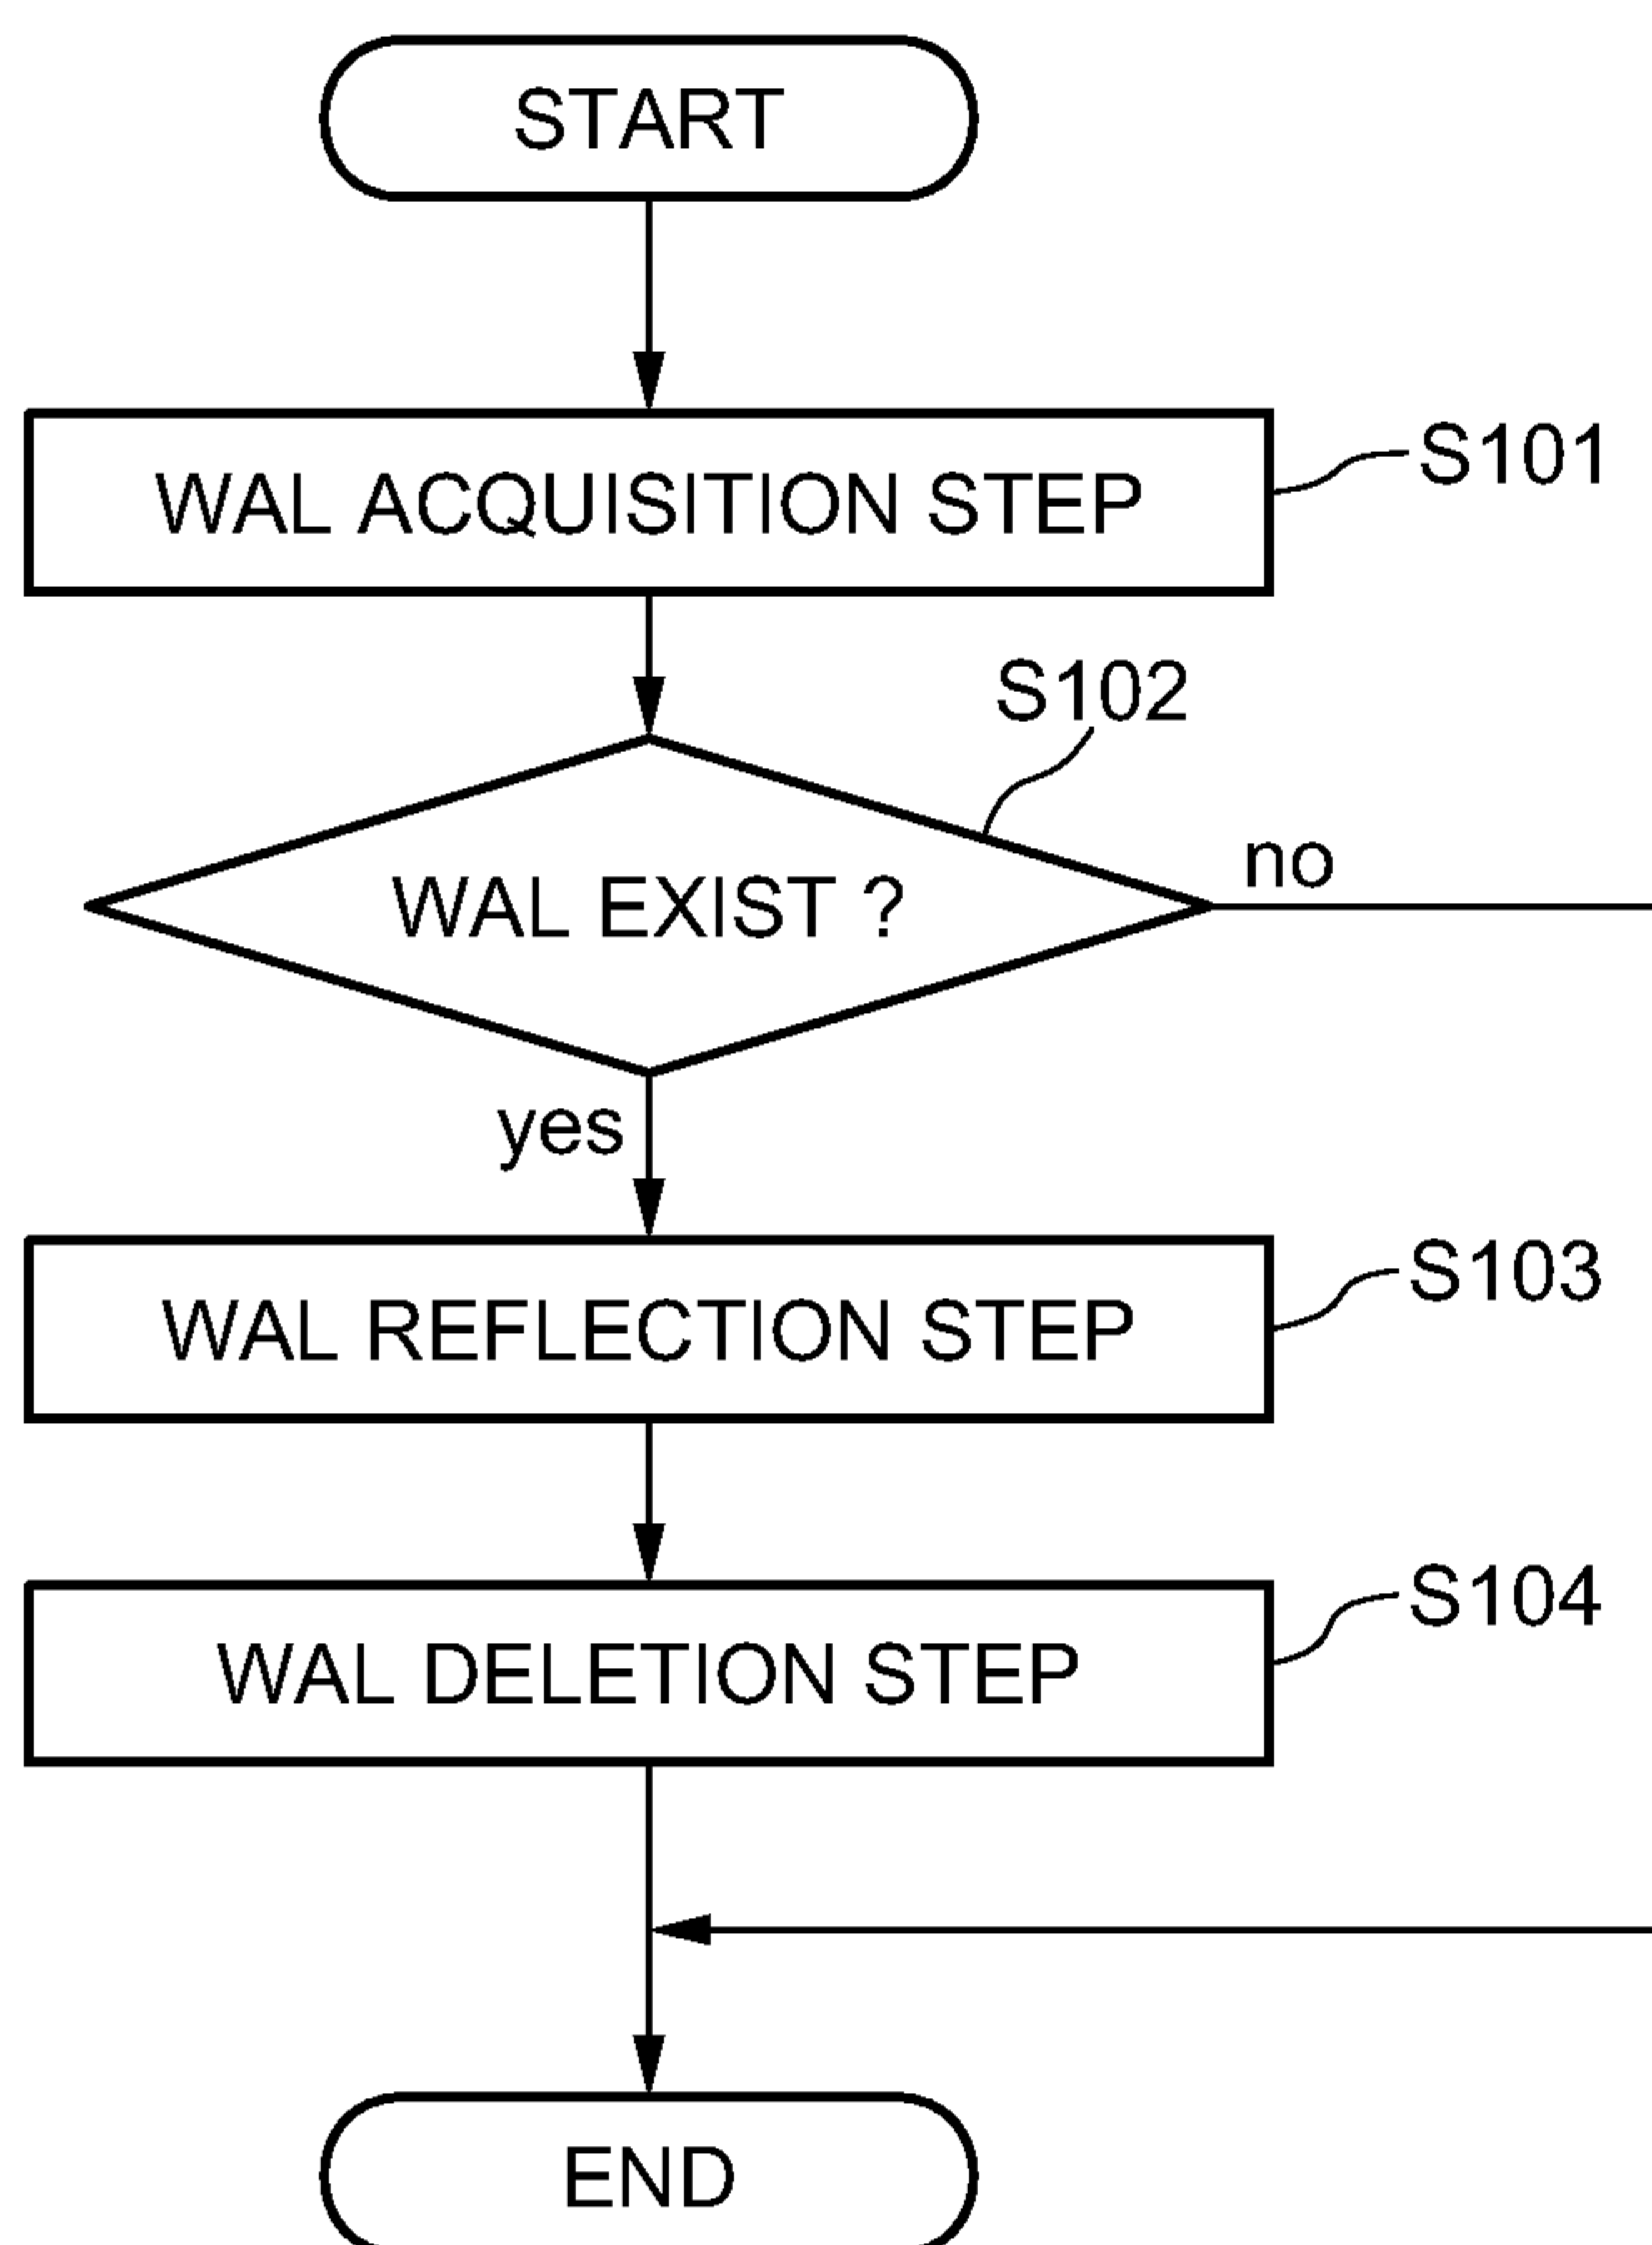 START
WAL ACQUISITION STEP
S101
S102
WAL EXIST ?
no
yes
WAL REFLECTION STEP
S103
WAL DELETION STEP
S104
END